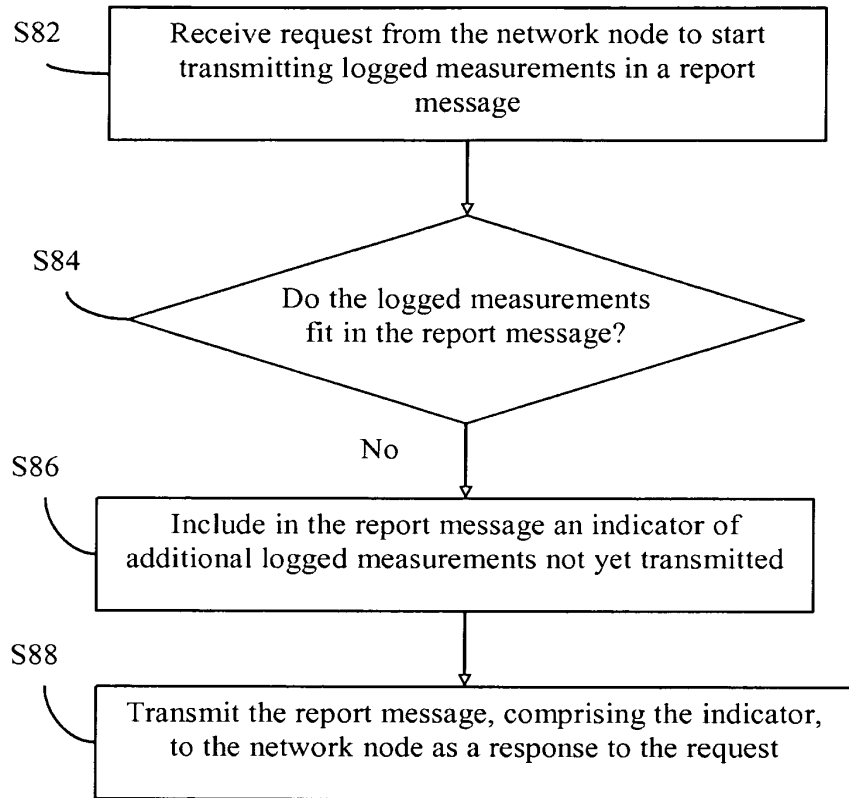 S82
Receive request from the network node to start
transmitting logged measurements in a report
message
S84
Do the logged measurements
fit in the report message?
No
S86
Include in the report message an indicator of
additional logged measurements not yet transmitted
S88
Transmit the report message, comprising the indicator,
to the network node as a response to the request